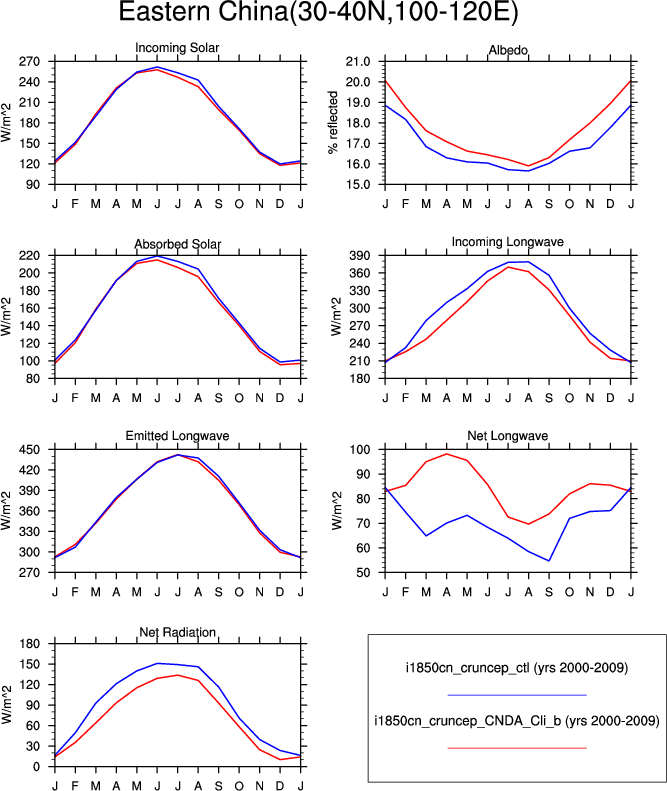 Eastern China(30-40N,100-120E)
Incoming Solar
W/m^2
270
240
210
180
150
120
90
J F M A M J J A S O N D J
Albedo
% reflected
21.0
20.0
19.0
18.0
17.0
16.0
15.0
J F M A M J J A S O N D J
Absorbed Solar
W/m^2
220
200
180
160
140
120
100
80
J F M A M J J A S O N D J
Incoming Longwave
W/m^2
390
360
330
300
270
240
210
180
J F M A M J J A S O N D J
Emitted Longwave
W/m^2
450
420
390
360
330
300
270
J F M A M J J A S O N D J
Net Longwave
W/m^2
100
90
80
70
60
50
J F M A M J J A S O N D J
Net Radiation
W/m^2
180
150
120
90
60
30
0
J F M A M J J A S O N D J
i1850cn_cruncep_ctl (yrs 2000-2009)
i1850cn_cruncep_CNDA_Cli_b (yrs 2000-2009)